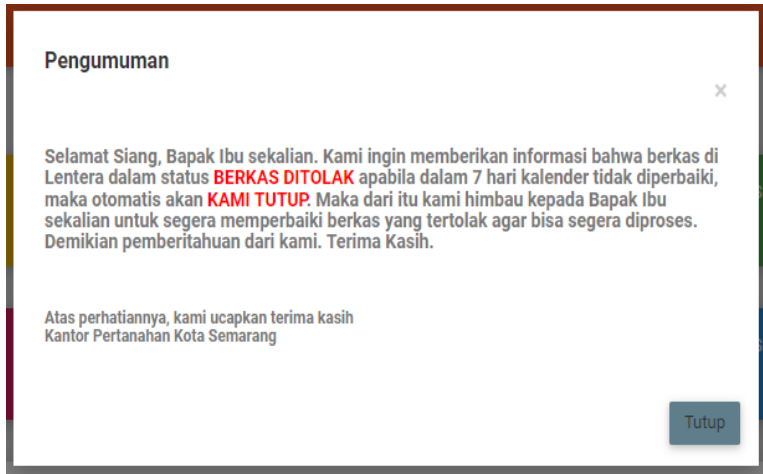 Pengumuman
×
Selamat Siang, Bapak Ibu sekalian. Kami ingin memberikan informasi bahwa berkas di
Lentera dalam status BERKAS DITOLAK apabila dalam 7 hari kalender tidak diperbaiki,
maka otomatis akan KAMI TUTUP. Maka dari itu kami himbau kepada Bapak Ibu
sekalian untuk segera memperbaiki berkas yang tertolak agar bisa segera diproses.
Demikian pemberitahuan dari kami. Terima Kasih.
Atas perhatiannya, kami ucapkan terima kasih
Kantor Pertanahan Kota Semarang
Tutup